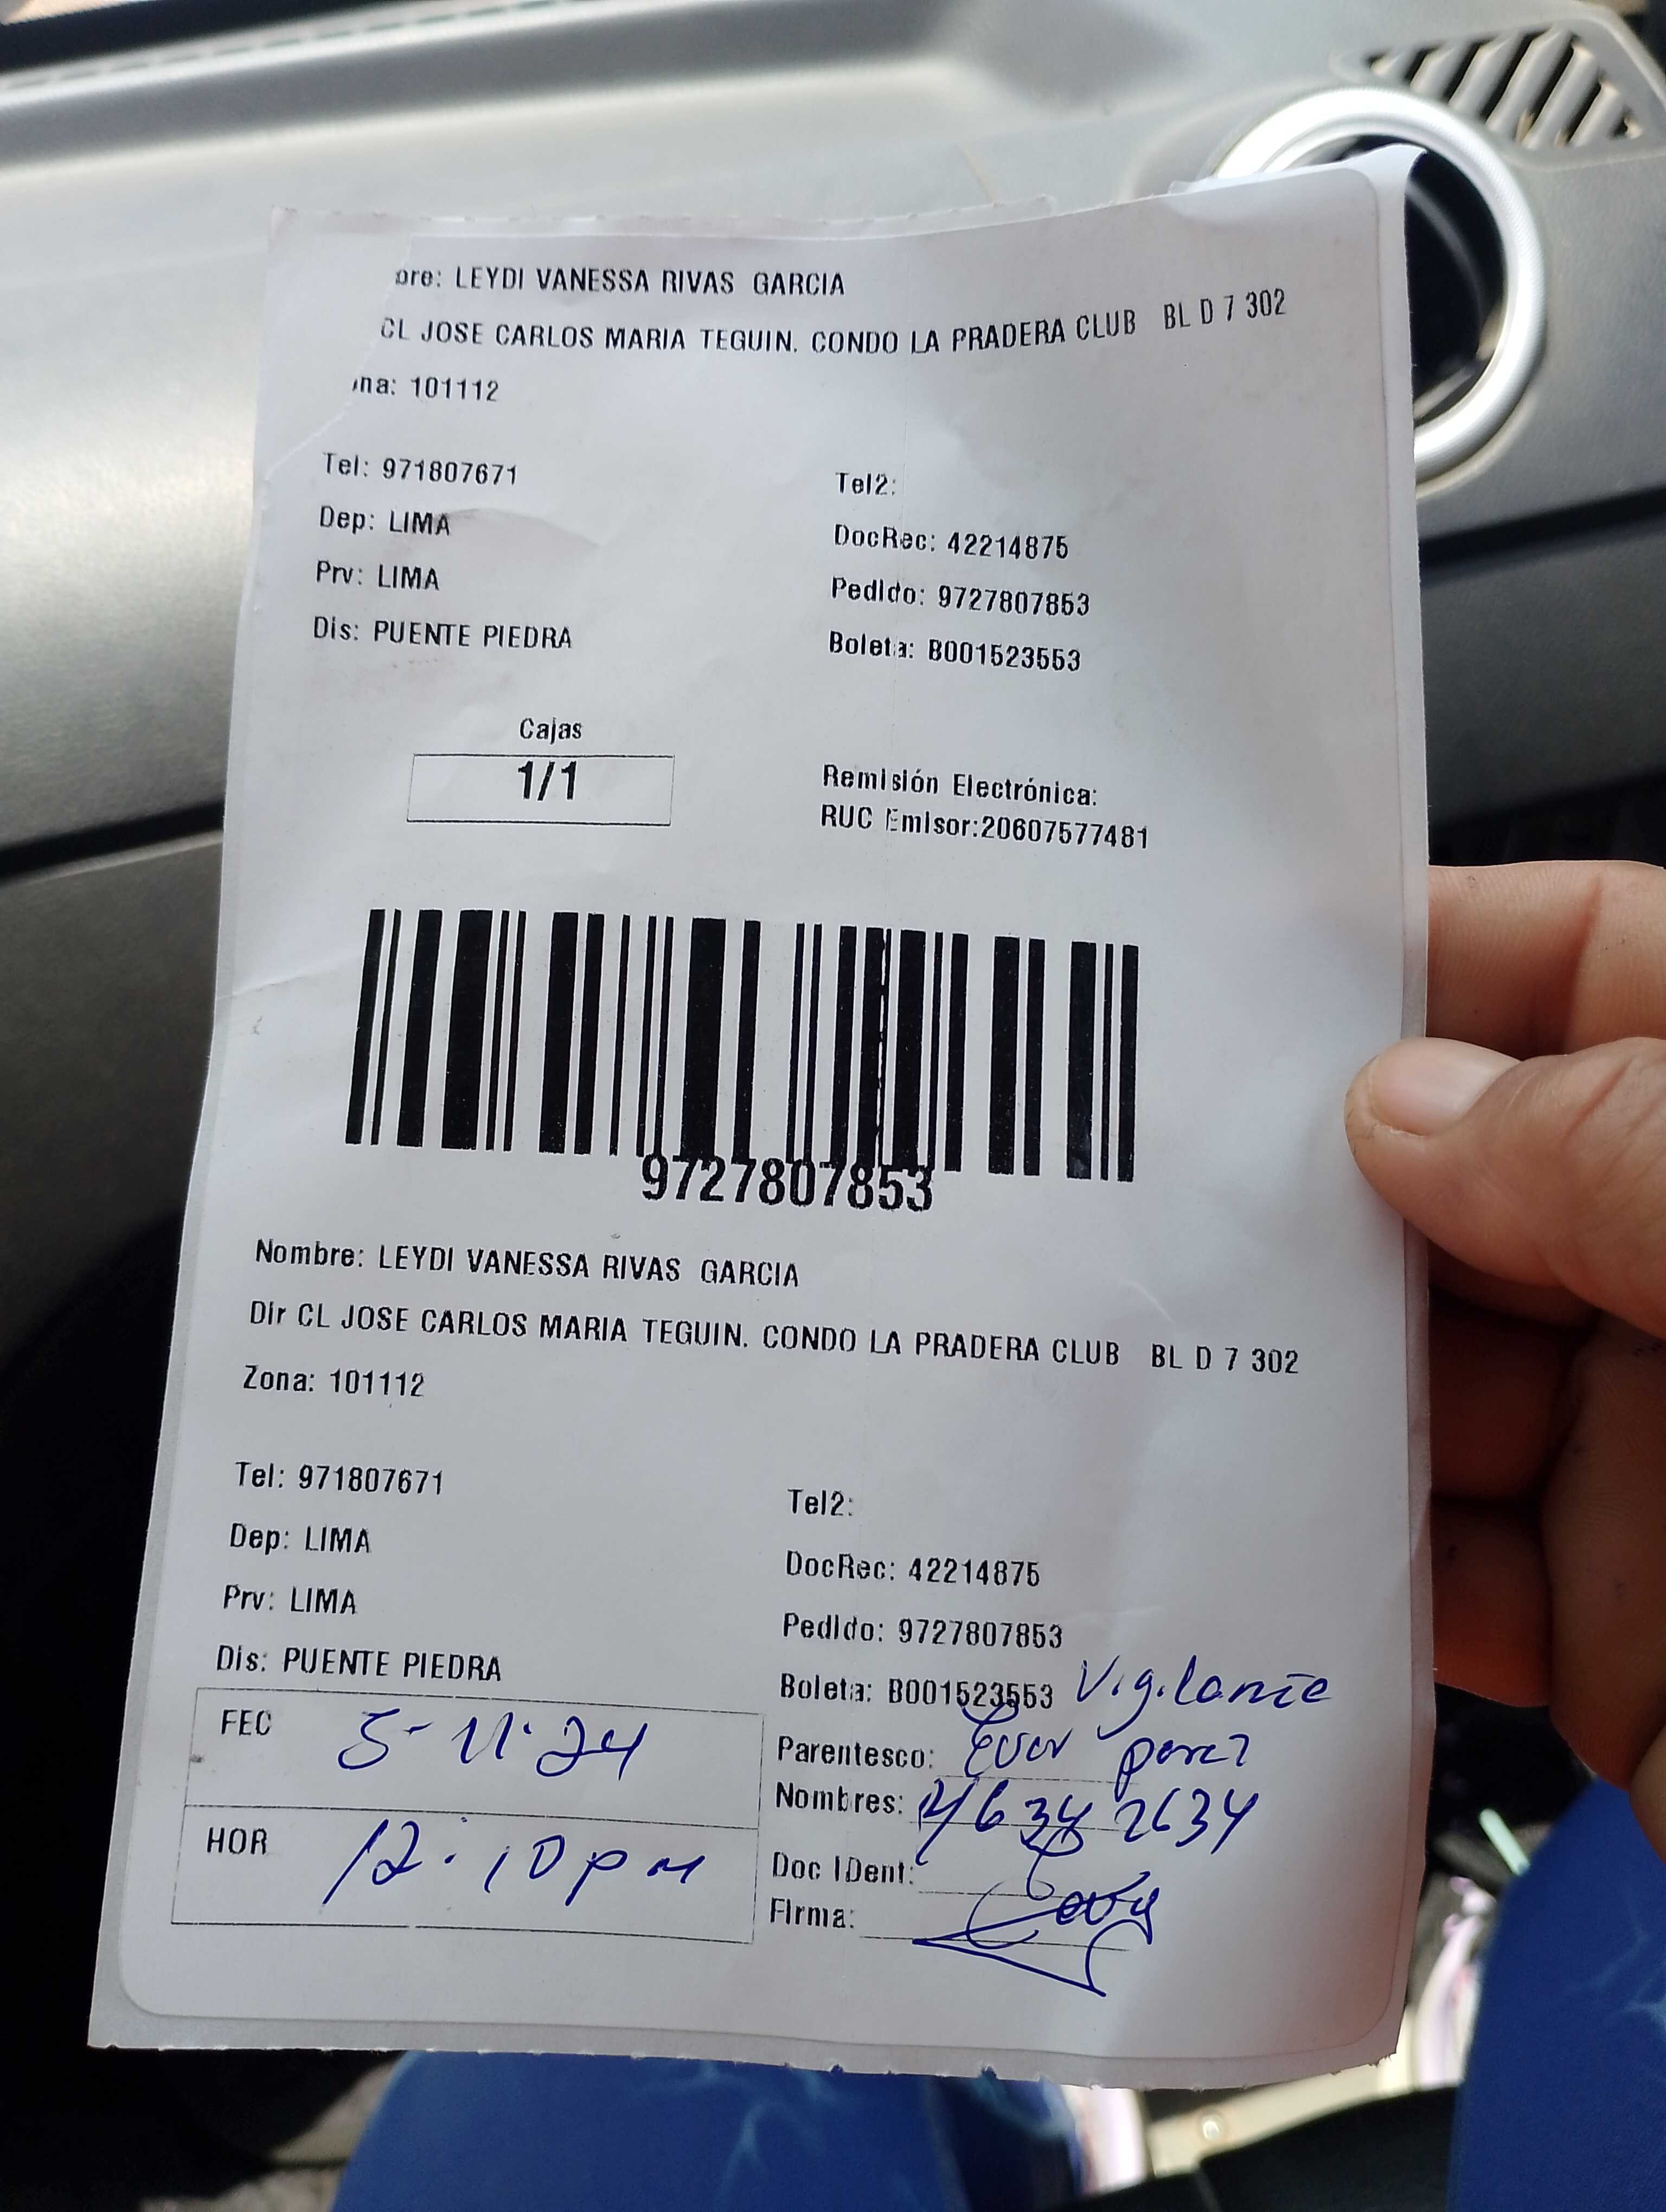 bre: LEYDI VANESSA RIVAS GARCIA
CL JOSE CARLOS MARIA TEGUIN. CONDO LA PRADERA CLUB BL D 7 302
na: 101112
Tel: 971807671
Tel2:
Dep: LIMA
DocRec: 42214875
Prv: LIMA
Pedido: 9727807853
Dis: PUENTE PIEDRA
Boleta: B001523553
Cajas
1/1
Remisión Electrónica:
RUC Emisor:20607577481
9727807853
Nombre: LEYDI VANESSA RIVAS GARCIA
Dir CL JOSE CARLOS MARIA TEGUIN. CONDO LA PRADERA CLUB BL D 7 302
Zona: 101112
Tel: 971807671
Tel2:
Dep: LIMA
DocRec: 42214875
Prv: LIMA
Pedido: 9727807853
Dis: PUENTE PIEDRA
Boleta: B001523553 Vigilante
FEC 5-11-24
Parentesco: Ever perez
Nombres:
HOR 12:10pm
Doc IDent:
Firma: